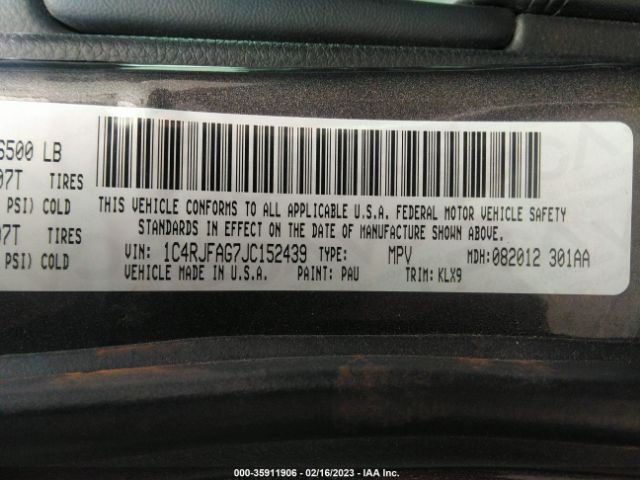 6500 LB
07T TIRES
PSI) COLD
07T TIRES
PSI) COLD
THIS VEHICLE CONFORMS TO ALL APPLICABLE U.S.A. FEDERAL MOTOR VEHICLE SAFETY
STANDARDS IN EFFECT ON THE DATE OF MANUFACTURE SHOWN ABOVE.
VIN: 1C4RJFAG7JC152439 TYPE: MPV MDH: 082012 301AA
VEHICLE MADE IN U.S.A. PAINT: PAU TRIM: KLX9
000-35911906 - 02/16/2023 - IAA Inc.